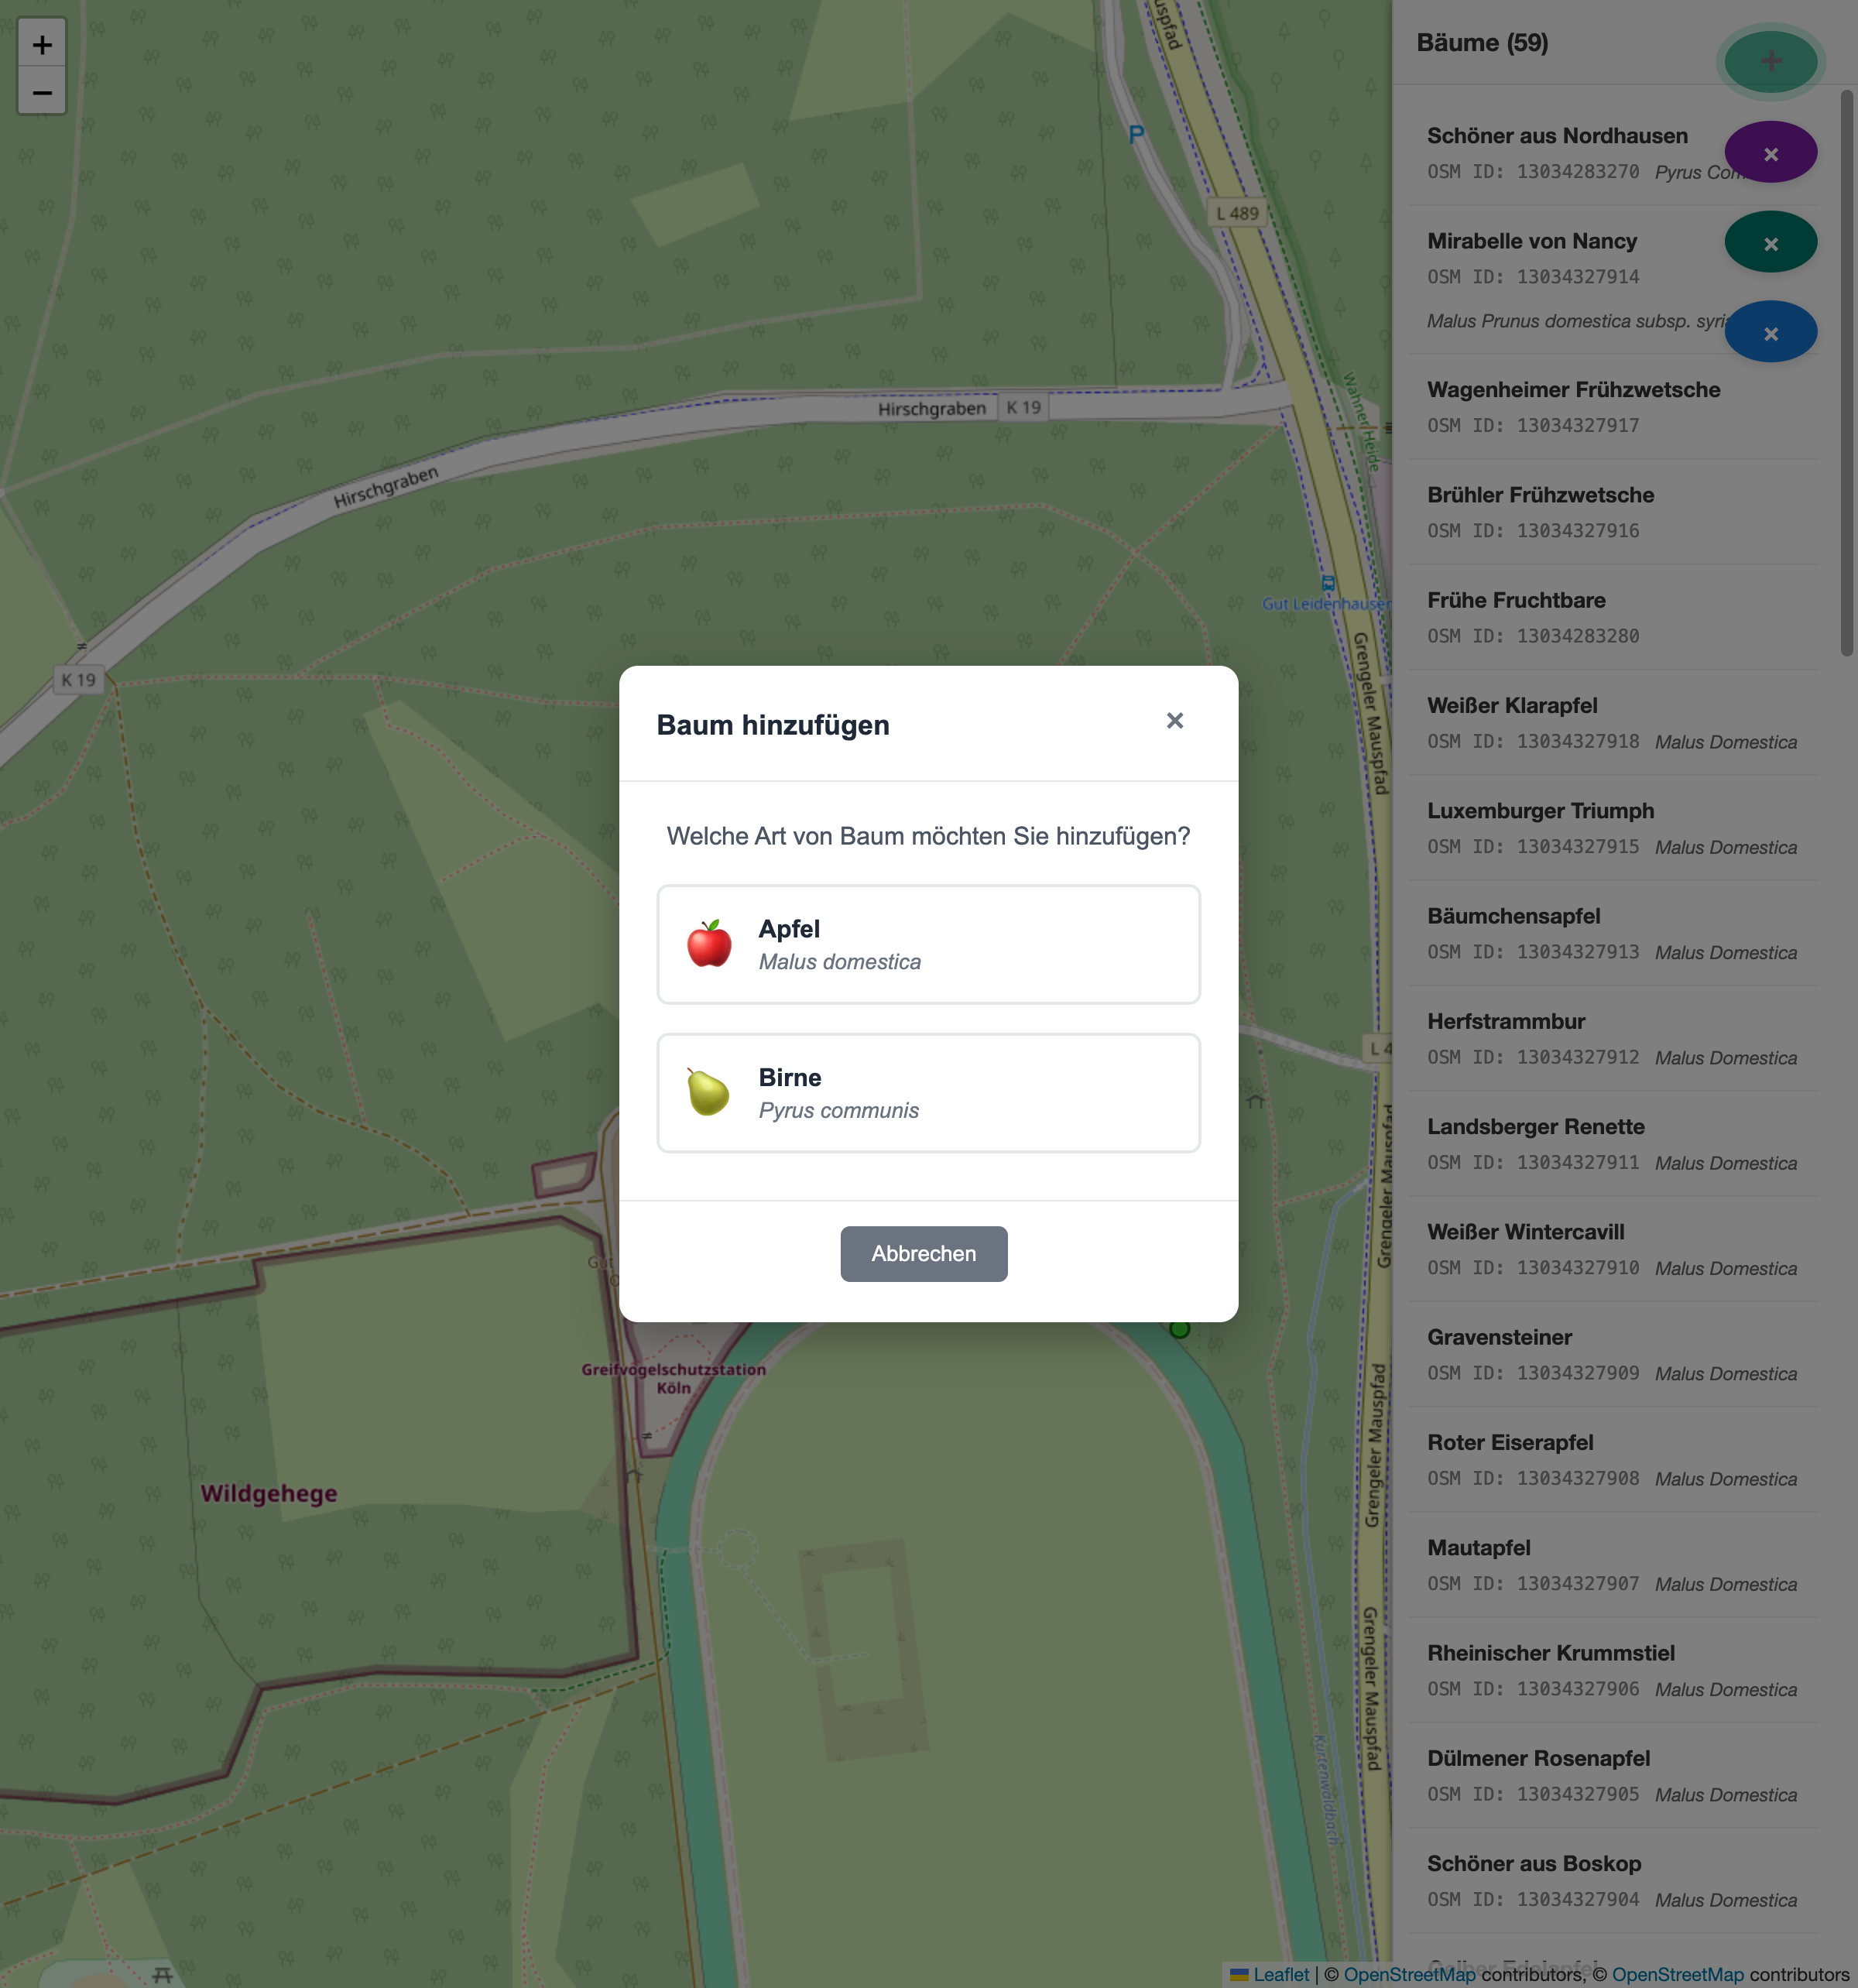 +
−
uspfad
P
L 489
Hirschgraben
K 19
Hirschgraben
Wahner Heide
K 19
Gut Leidenhausen
Grengeler Mauspfad
L 4
Grengeler Mauspfad
Gut
Greifvogelschutzstation
Köln
Wildgehege
Grengeler Mauspfad
Grengeler Mauspfad
Kurtenwaldbach
Baum hinzufügen
×
Welche Art von Baum möchten Sie hinzufügen?
Apfel
Malus domestica
Birne
Pyrus communis
Abbrechen
Bäume (59)
+
Schöner aus Nordhausen
×
OSM ID: 13034283270 Pyrus Com
Mirabelle von Nancy
×
OSM ID: 13034327914
Malus Prunus domestica subsp. syri
×
Wagenheimer Frühzwetsche
OSM ID: 13034327917
Brühler Frühzwetsche
OSM ID: 13034327916
Frühe Fruchtbare
OSM ID: 13034283280
Weißer Klarapfel
OSM ID: 13034327918 Malus Domestica
Luxemburger Triumph
OSM ID: 13034327915 Malus Domestica
Bäumchensapfel
OSM ID: 13034327913 Malus Domestica
Herfstrammbur
OSM ID: 13034327912 Malus Domestica
Landsberger Renette
OSM ID: 13034327911 Malus Domestica
Weißer Wintercavill
OSM ID: 13034327910 Malus Domestica
Gravensteiner
OSM ID: 13034327909 Malus Domestica
Roter Eiserapfel
OSM ID: 13034327908 Malus Domestica
Mautapfel
OSM ID: 13034327907 Malus Domestica
Rheinischer Krummstiel
OSM ID: 13034327906 Malus Domestica
Dülmener Rosenapfel
OSM ID: 13034327905 Malus Domestica
Schöner aus Boskop
OSM ID: 13034327904 Malus Domestica
Gelber Edelapfel
Leaflet | © OpenStreetMap contributors, © OpenStreetMap contributors